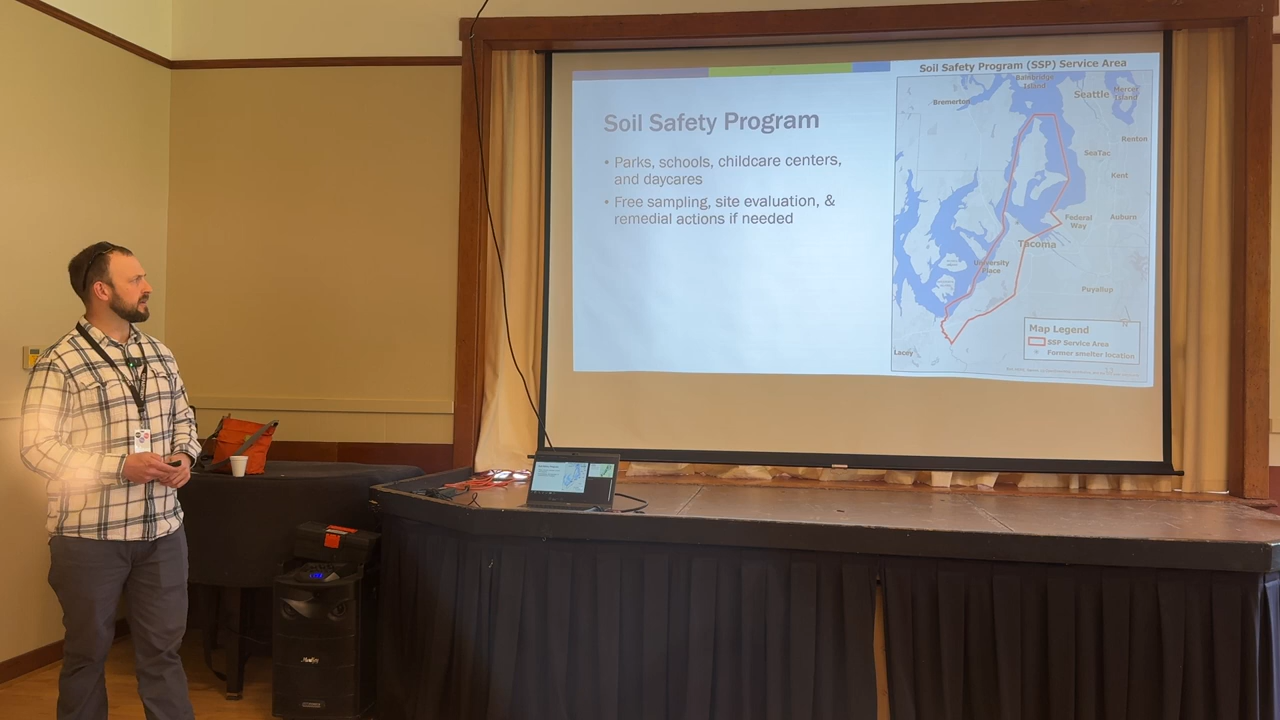 Soil Safety Program (SSP) Service Area
Soil Safety Program
• Parks, schools, childcare centers,
and daycares
• Free sampling, site evaluation, &
remedial actions if needed
Bainbridge
Island
Bremerton
Seattle
Mercer
Island
Renton
SeaTac
Kent
Federal
Way
Auburn
Tacoma
University
Place
Puyallup
Lacey
Map Legend
SSP Service Area
Former smelter location